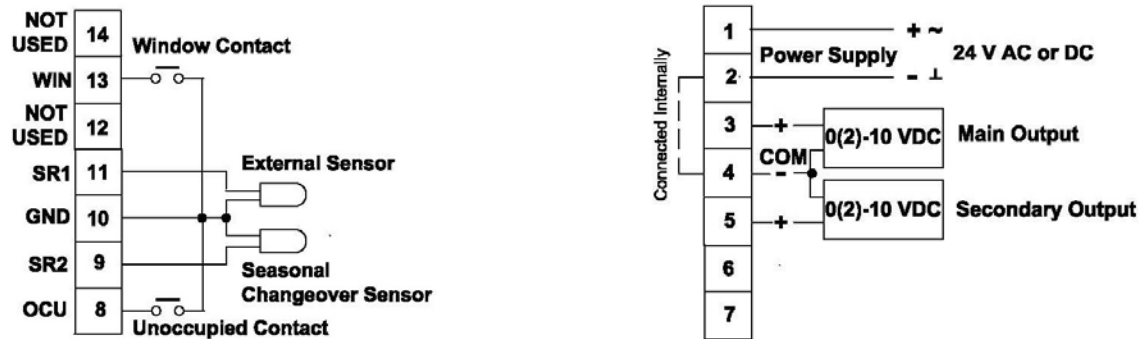 NOT
USED
14
Window Contact
WIN
13
NOT
USED
12
External Sensor
SR1
11
GND
10
SR2
9
Seasonal
Changeover Sensor
OCU
8
Unoccupied Contact
Connected Internally
1
+ ~
Power Supply
24 V AC or DC
2
- ⊥
3
+
0(2)-10 VDC
Main Output
COM
4
-
5
+
0(2)-10 VDC
Secondary Output
6
7